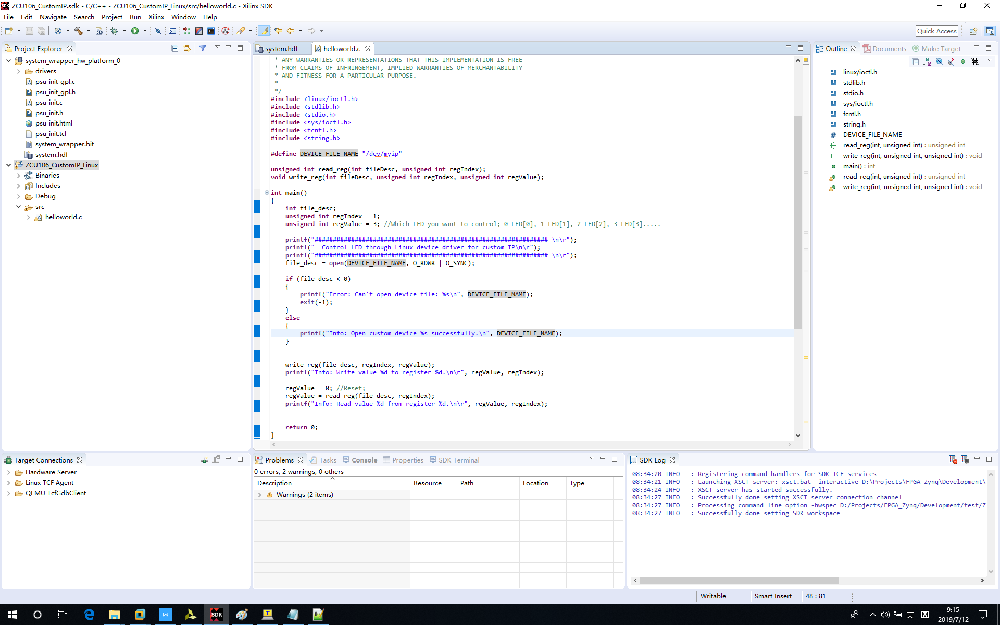 ZCU106_CustomIP.sdk - C/C++ - ZCU106_CustomIP_Linux/src/helloworld.c - Xilinx SDK
File Edit Navigate Search Project Run Xilinx Window Help
Quick Access
Project Explorer
system_wrapper_hw_platform_0
drivers
psu_init_gpl.c
psu_init_gpl.h
psu_init.c
psu_init.h
psu_init.html
psu_init.tcl
system_wrapper.bit
system.hdf
ZCU106_CustomIP_Linux
Binaries
Includes
Debug
src
helloworld.c
system.hdf
helloworld.c
* ANY WARRANTIES OR REPRESENTATIONS THAT THIS IMPLEMENTATION IS FREE
* FROM CLAIMS OF INFRINGEMENT, IMPLIED WARRANTIES OF MERCHANTABILITY
* AND FITNESS FOR A PARTICULAR PURPOSE.
*
*/
#include <linux/ioctl.h>
#include <stdlib.h>
#include <stdio.h>
#include <sys/ioctl.h>
#include <fcntl.h>
#include <string.h>
#define DEVICE_FILE_NAME "/dev/mvip"
unsigned int read_reg(int fileDesc, unsigned int regIndex);
void write_reg(int fileDesc, unsigned int regIndex, unsigned int regValue);
int main()
{
int file_desc;
unsigned int regIndex = 1;
unsigned int regValue = 3; //Which LED you want to control; 0-LED[0], 1-LED[1], 2-LED[2], 3-LED[3].....
printf("################################################################ \n\r");
printf("  Control LED through Linux device driver for custom IP\n\r");
printf("################################################################ \n\r");
file_desc = open(DEVICE_FILE_NAME, O_RDWR | O_SYNC);
if (file_desc < 0)
{
printf("Error: Can't open device file: %s\n", DEVICE_FILE_NAME);
exit(-1);
}
else
{
printf("Info: Open custom device %s successfully.\n", DEVICE_FILE_NAME);
}
write_reg(file_desc, regIndex, regValue);
printf("Info: Write value %d to register %d.\n\r", regValue, regIndex);
regValue = 0; //Reset;
regValue = read_reg(file_desc, regIndex);
printf("Info: Read value %d from register %d.\n\r", regValue, regIndex);
return 0;
}
Outline Documents Make Target
linux/ioctl.h
stdlib.h
stdio.h
sys/ioctl.h
fcntl.h
string.h
DEVICE_FILE_NAME
read_reg(int, unsigned int) : unsigned int
write_reg(int, unsigned int, unsigned int) : void
main() : int
read_reg(int, unsigned int) : unsigned int
write_reg(int, unsigned int, unsigned int) : void
Target Connections
Hardware Server
Linux TCF Agent
QEMU TcfGdbClient
Problems Tasks Console Properties SDK Terminal
0 errors, 2 warnings, 0 others
Description Resource Path Location Type
Warnings (2 items)
SDK Log
08:34:20 INFO : Registering command handlers for SDK TCF services
08:34:21 INFO : Launching XSCT server: xsct.bat -interactive D:\Projects\FPGA_Zynq\Development\
08:34:24 INFO : XSCT server has started successfully.
08:34:27 INFO : Successfully done setting XSCT server connection channel
08:34:27 INFO : Processing command line option -hwspec D:/Projects/FPGA_Zynq/Development/test/Z
08:34:27 INFO : Successfully done setting SDK workspace
Writable Smart Insert 48 : 81
SDK
英 M
9:15
2019/7/12